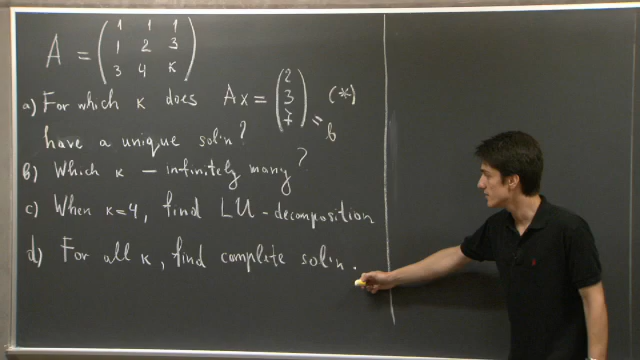 A = ( 1 1 1
1 2 3
3 4 k )
a) For which k does Ax = ( 2 3 7 ) = b (*)
have a unique sol'n?
b) Which k - infinitely many?
c) When k=4, find LU-decomposition
d) For all k, find complete sol'n.